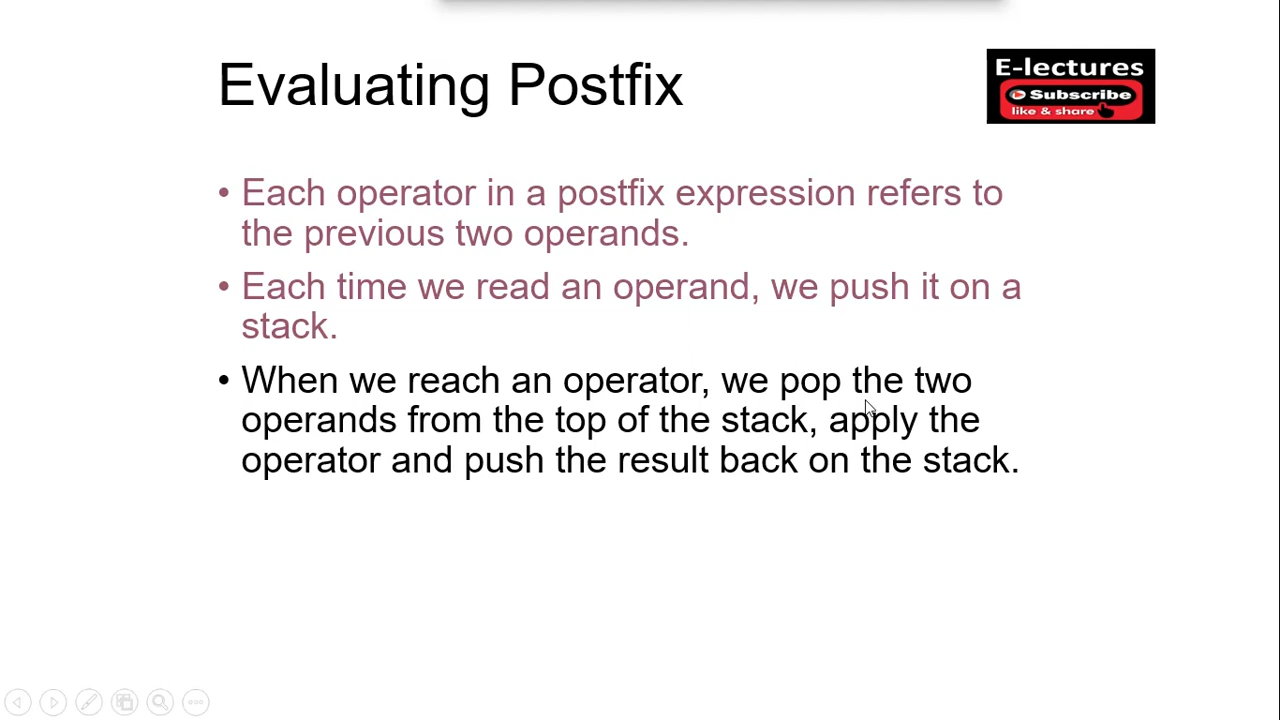 Evaluating Postfix
E-lectures
Subscribe
like & share
• Each operator in a postfix expression refers to
the previous two operands.
• Each time we read an operand, we push it on a
stack.
• When we reach an operator, we pop the two
operands from the top of the stack, apply the
operator and push the result back on the stack.